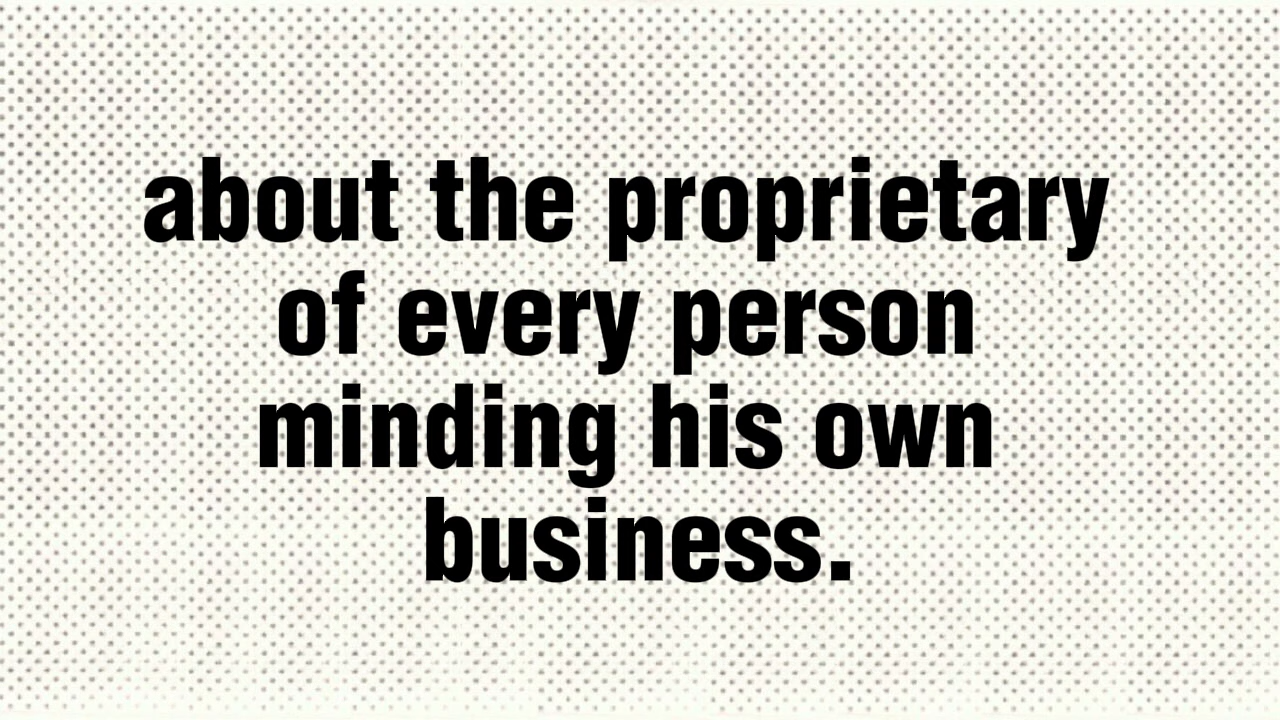 about the proprietary
of every person
minding his own
business.